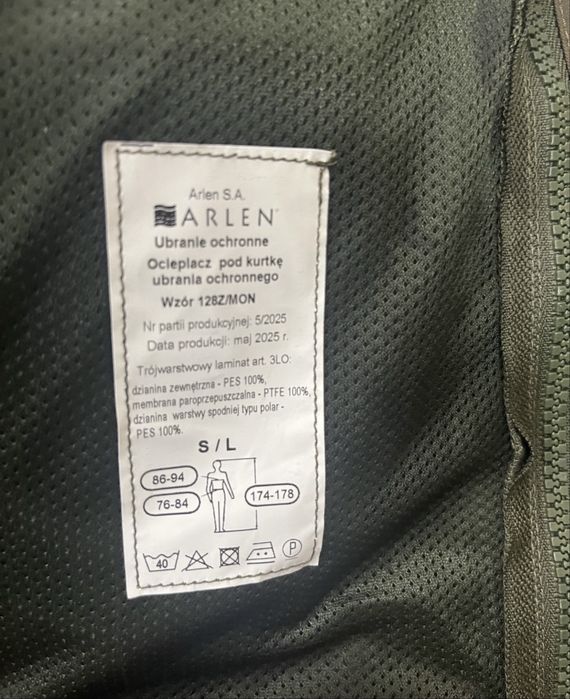 Arlen S.A.
ARLEN
Ubranie ochronne
Ocieplacz pod kurtkę
ubrania ochronnego
Wzór 128Z/MON
Nr partii produkcyjnej: 5/2025
Data produkcji: maj 2025 r.
Trójwarstwowy laminat art. 3LO:
dzianina zewnętrzna - PES 100%,
membrana paroprzepuszczalna - PTFE 100%,
dzianina warstwy spodniej typu polar -
PES 100%.
S / L
86-94
76-84
174-178
40
P